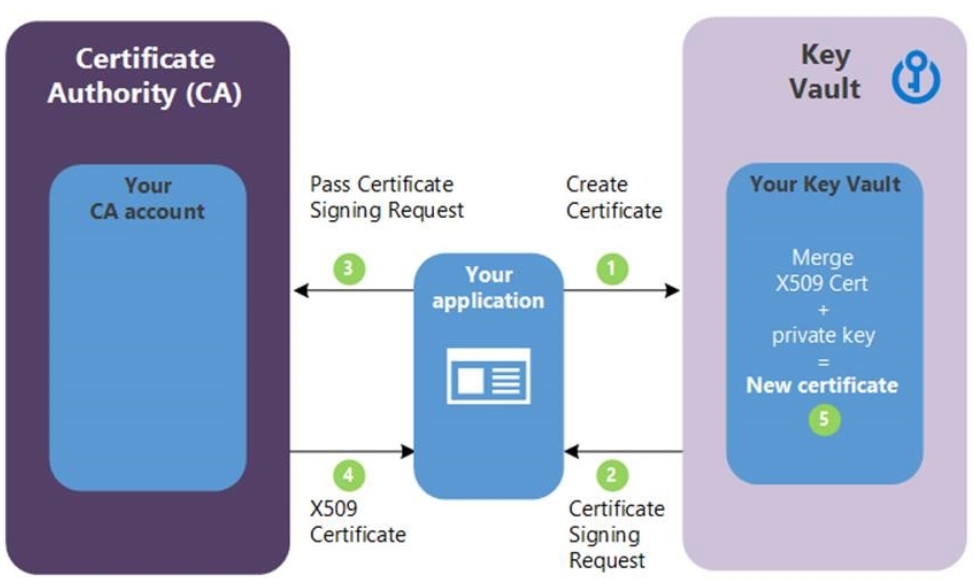 Certificate
Authority (CA)
Your
CA account
Pass Certificate
Signing Request
3
4
X509
Certificate
Your
application
Create
Certificate
1
2
Certificate
Signing
Request
Key
Vault
Your Key Vault
Merge
X509 Cert
+
private key
=
New certificate
5